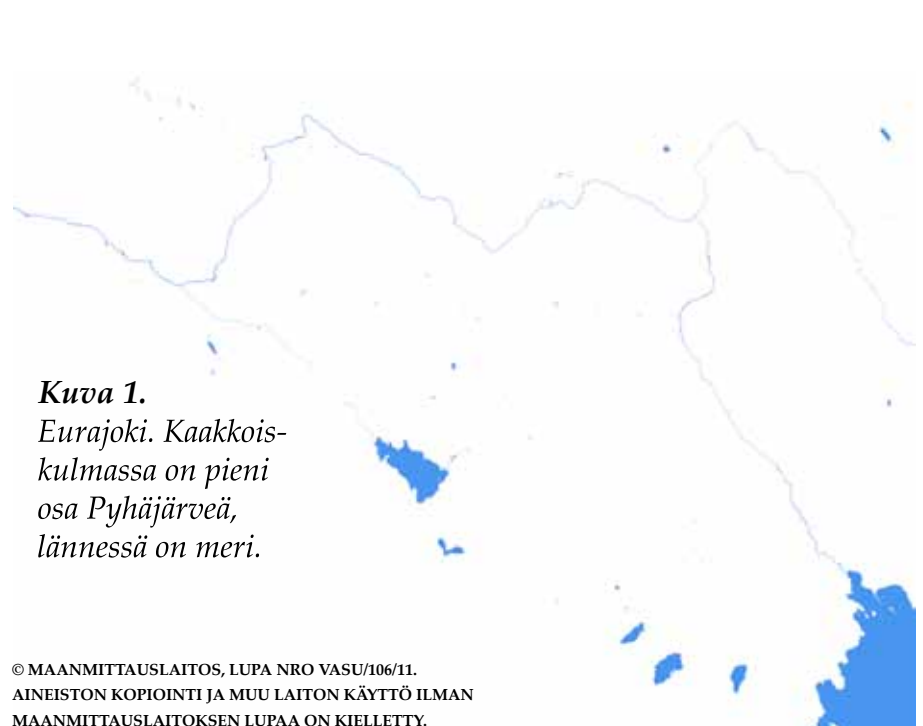 Kuva 1.
Eurajoki. Kaakkois-
kulmassa on pieni
osa Pyhäjärveä,
lännessä on meri.
© MAANMITTAUSLAITOS, LUPA NRO VASU/106/11.
AINEISTON KOPIOINTI JA MUU LAITON KÄYTTÖ ILMAN
MAANMITTAUSLAITOKSEN LUPAA ON KIELLETTY.